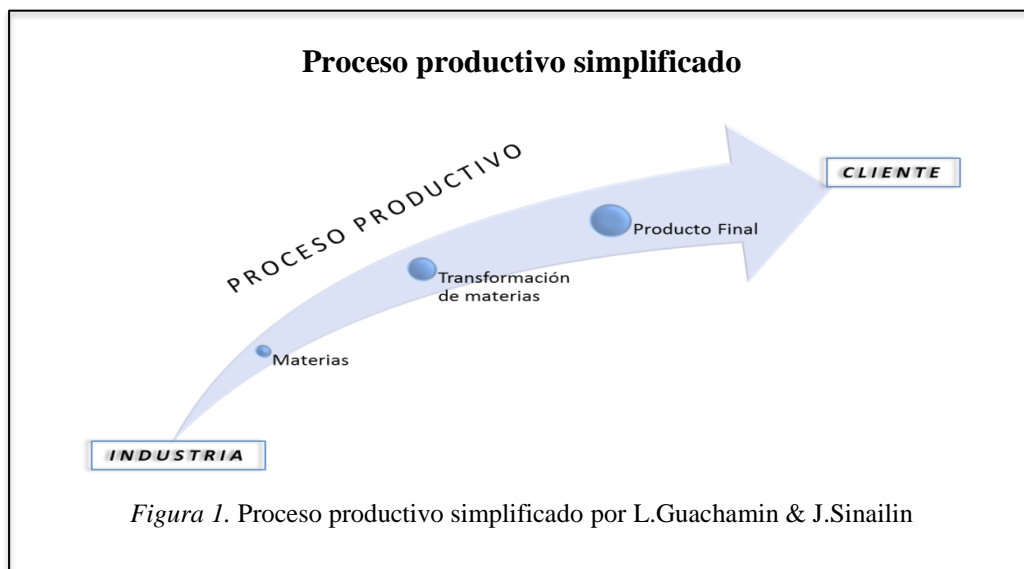 Proceso productivo simplificado
PROCESO PRODUCTIVO
CLIENTE
Producto Final
Transformación
de materias
Materias
INDUSTRIA
Figura 1. Proceso productivo simplificado por L.Guachamin & J.Sinailin